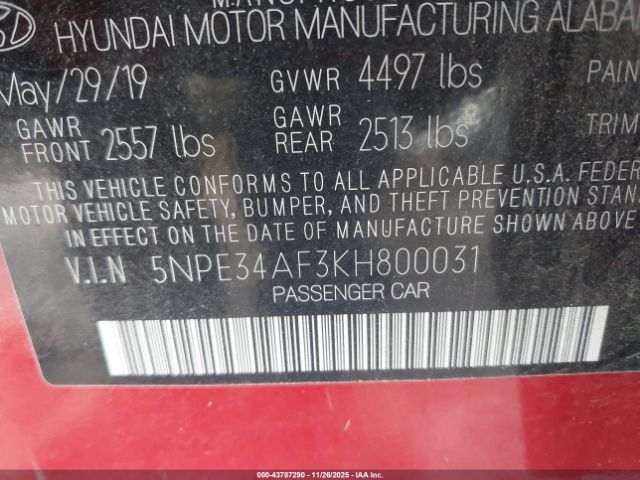 HYUNDAI MOTOR MANUFACTURING ALABA
May/29/19 GVWR 4497 lbs PAIN
GAWR FRONT 2557 lbs GAWR REAR 2513 lbs TRIM
THIS VEHICLE CONFORMS TO ALL APPLICABLE U.S.A. FEDER
MOTOR VEHICLE SAFETY, BUMPER, AND THEFT PREVENTION STAN
IN EFFECT ON THE DATE OF MANUFACTURE SHOWN ABOVE
V.I.N 5NPE34AF3KH800031
PASSENGER CAR
000-43787290 - 11/26/2025 - IAAI.COM